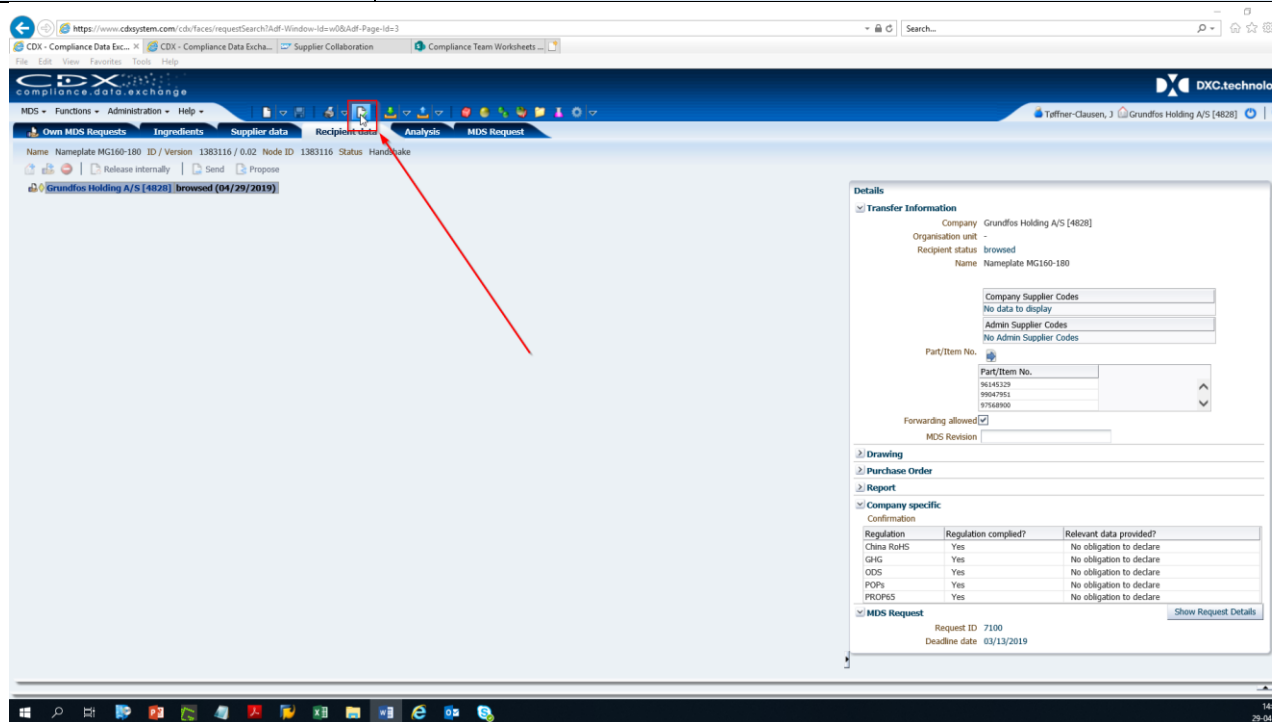 https://www.cdxsystem.com/cdx/faces/requestSearch?Adf-Window-Id=w0&Adf-Page-Id=3
Search...
CDX - Compliance Data Exc...
CDX - Compliance Data Excha...
Supplier Collaboration
Compliance Team Worksheets ...
File Edit View Favorites Tools Help
CDX
compliance.data.exchange
DXC.technolo
MDS Functions Administration Help
Tøffner-Clausen, J Grundfos Holding A/S [4828]
Own MDS Requests Ingredients Supplier data Recipient data Analysis MDS Request
Name Nameplate MG160-180 ID / Version 1383116 / 0.02 Node ID 1383116 Status Handshake
Release internally Send Propose
Grundfos Holding A/S [4828] browsed (04/29/2019)
Details
Transfer Information
Company Grundfos Holding A/S [4828]
Organisation unit -
Recipient status browsed
Name Nameplate MG160-180
Company Supplier Codes
No data to display
Admin Supplier Codes
No Admin Supplier Codes
Part/Item No.
Part/Item No.
96145329
99047951
97568900
Forwarding allowed
MDS Revision
Drawing
Purchase Order
Report
Company specific
Confirmation
Regulation Regulation complied? Relevant data provided?
China RoHS Yes No obligation to declare
GHG Yes No obligation to declare
ODS Yes No obligation to declare
POPs Yes No obligation to declare
PROP65 Yes No obligation to declare
MDS Request Show Request Details
Request ID 7100
Deadline date 03/13/2019
14:
29-04